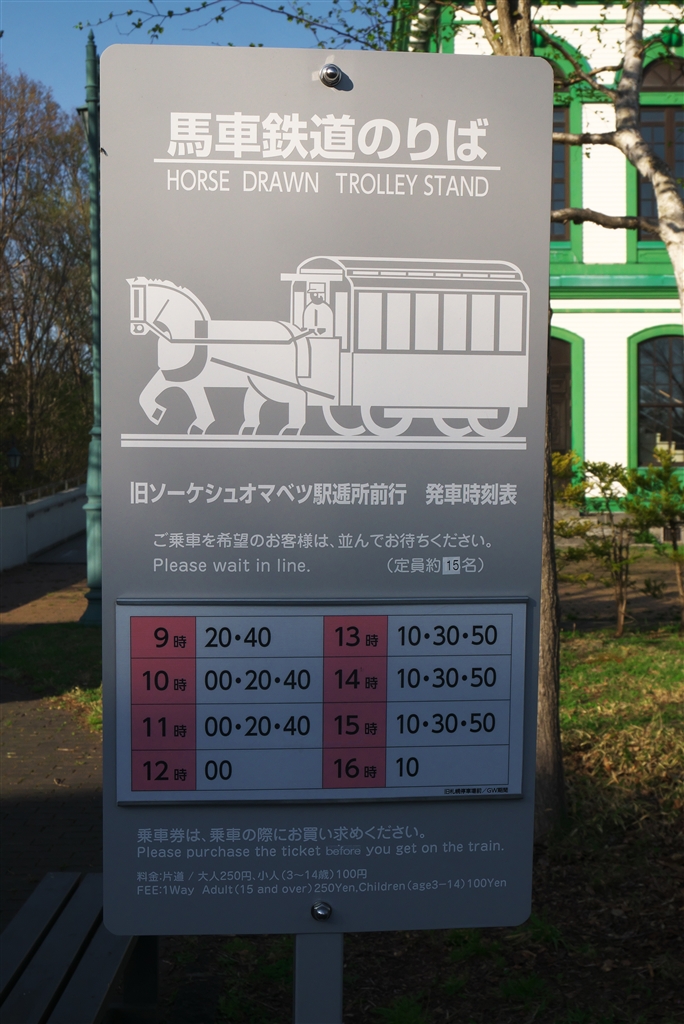 馬車鉄道のりば
HORSE DRAWN TROLLEY STAND
旧ソーケシュオマベツ駅逓所前行 発車時刻表
ご乗車を希望のお客様は、並んでお待ちください。
Please wait in line. （定員約15名）
9時 20・40 13時 10・30・50
10時 00・20・40 14時 10・30・50
11時 00・20・40 15時 10・30・50
12時 00 16時 10
乗車券は、乗車の際にお買い求めください。
Please purchase the ticket before you get on the train.
料金:片道 / 大人250円、小人（3〜14歳）100円
FEE:1Way Adult(15 and over)250Yen,Children(age3-14)100Yen